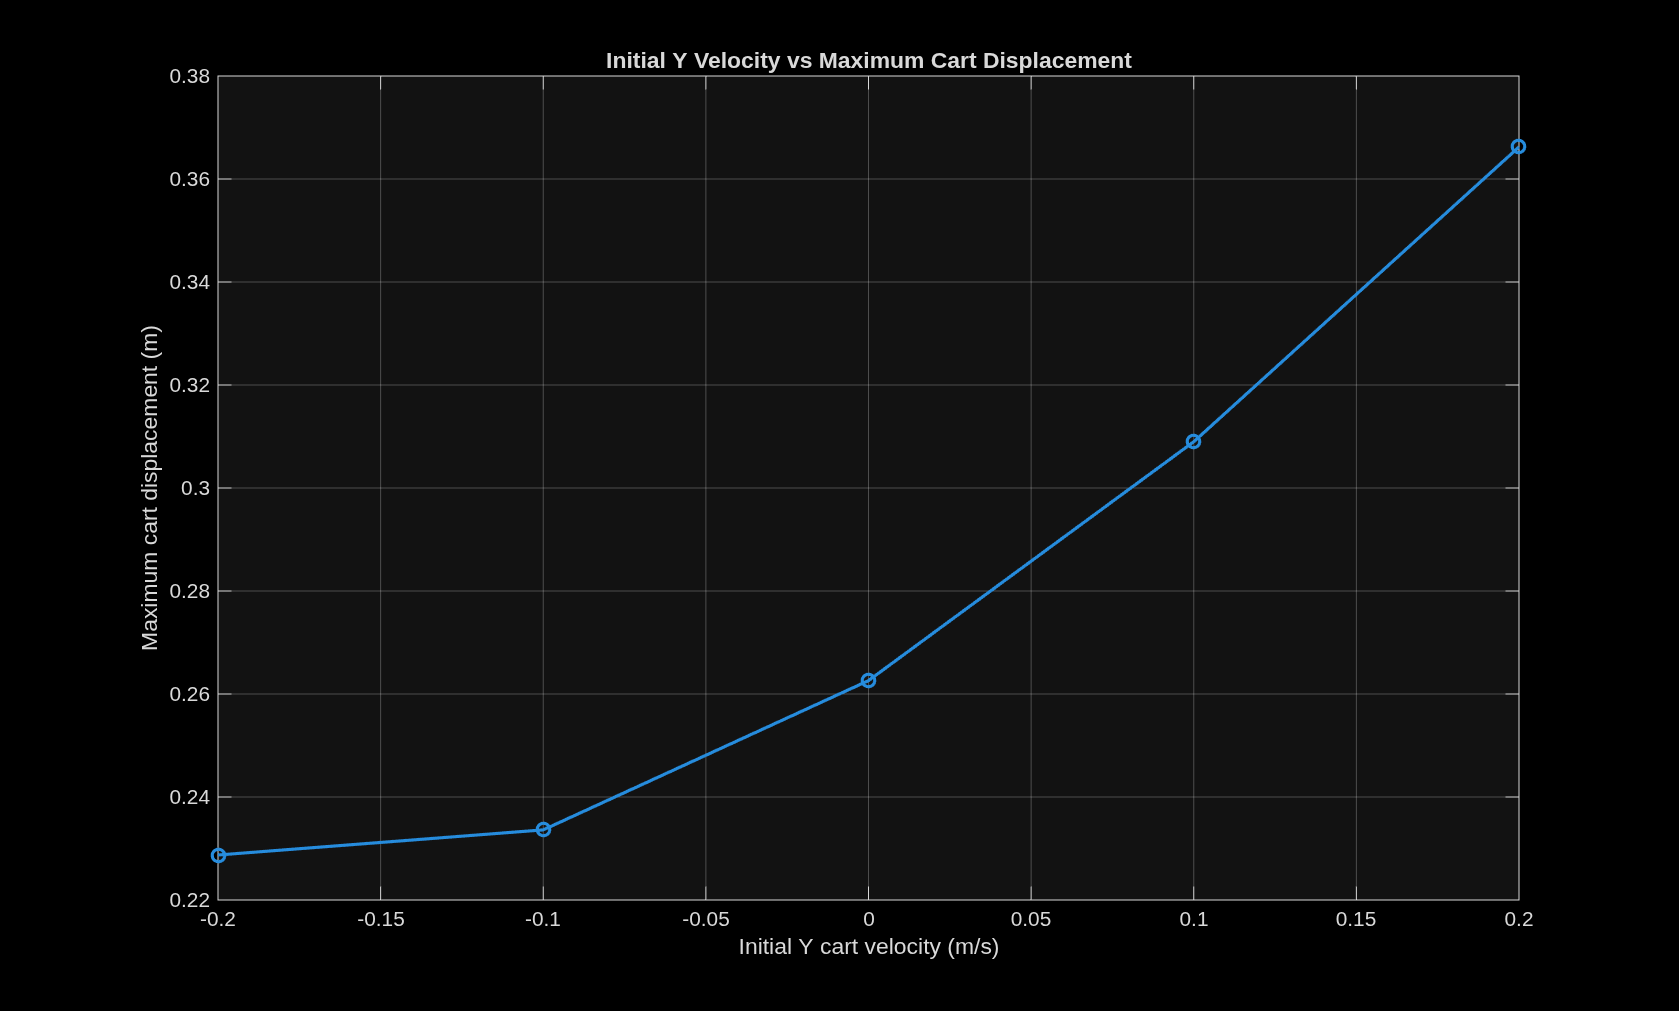 Initial Y Velocity vs Maximum Cart Displacement
Maximum cart displacement (m)
0.38
0.36
0.34
0.32
0.3
0.28
0.26
0.24
0.22
-0.2 -0.15 -0.1 -0.05 0 0.05 0.1 0.15 0.2
Initial Y cart velocity (m/s)